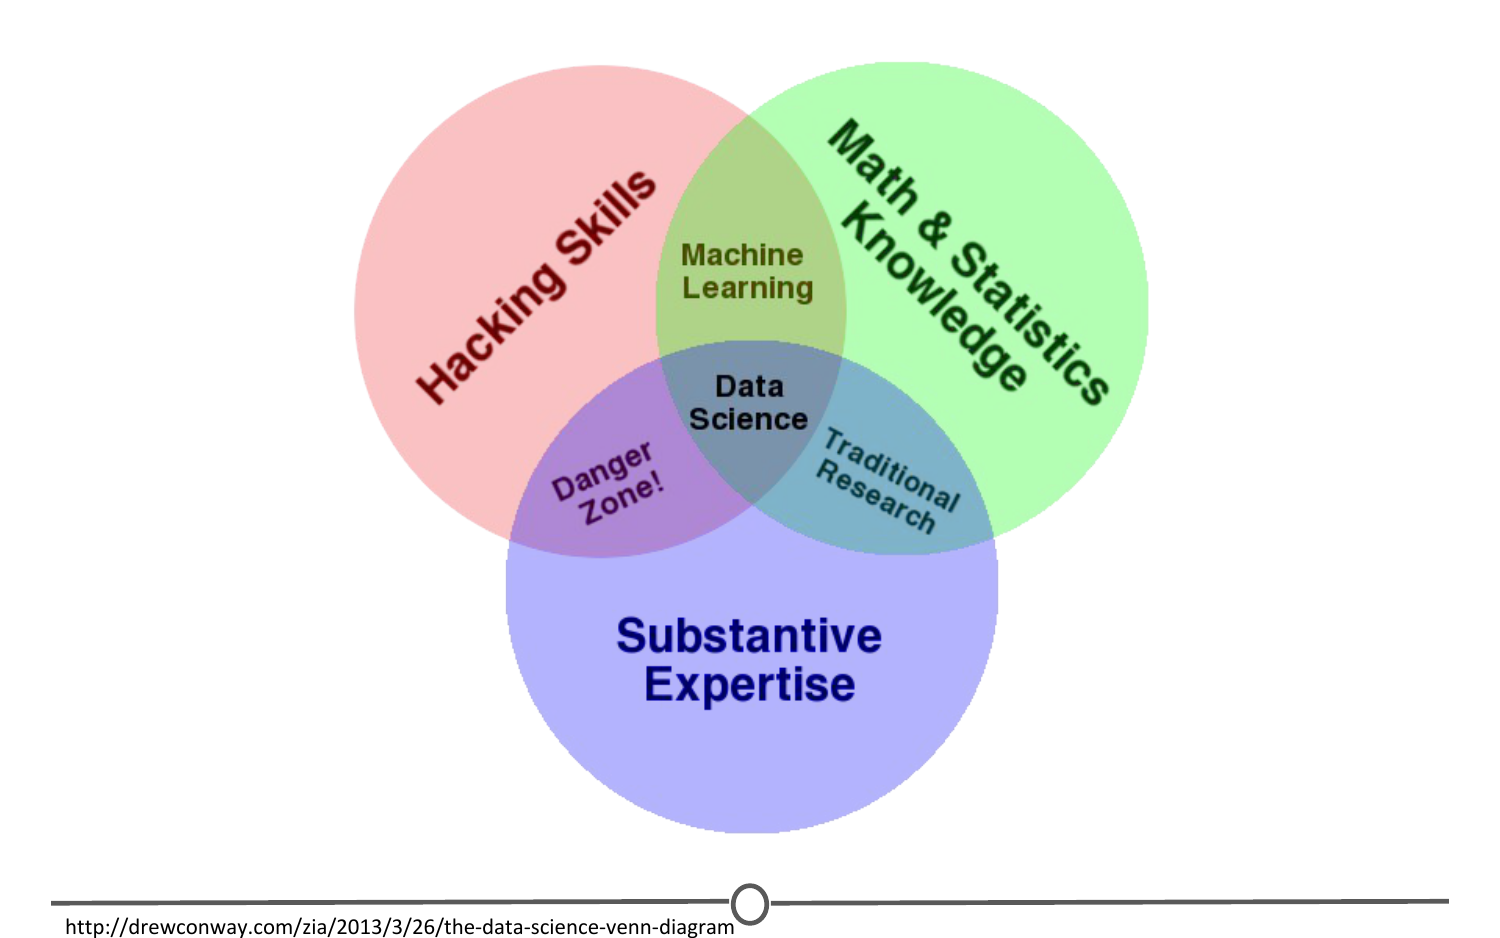 Hacking Skills
Math & Statistics
Knowledge
Machine
Learning
Data
Science
Danger
Zone!
Traditional
Research
Substantive
Expertise
http://drewconway.com/zia/2013/3/26/the-data-science-venn-diagram